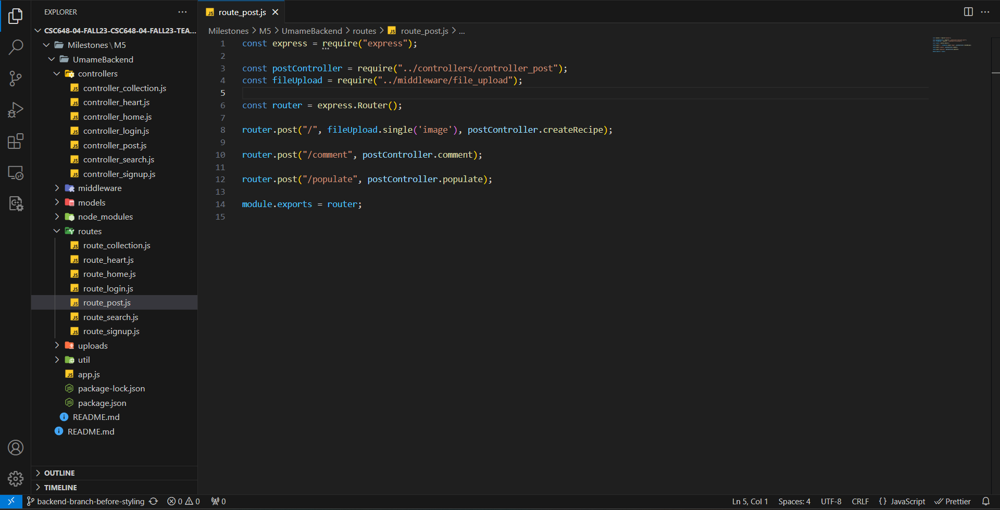 EXPLORER
CSC648-04-FALL23-CSC648-04-FALL23-TEA...
Milestones\M5
UmameBackend
controllers
controller_collection.js
controller_heart.js
controller_home.js
controller_login.js
controller_post.js
controller_search.js
controller_signup.js
middleware
models
node_modules
routes
route_collection.js
route_heart.js
route_home.js
route_login.js
route_post.js
route_search.js
route_signup.js
uploads
util
app.js
package-lock.json
package.json
README.md
README.md
OUTLINE
TIMELINE
route_post.js
Milestones > M5 > UmameBackend > routes > route_post.js > ...
1 const express = require("express");
2
3 const postController = require("../controllers/controller_post");
4 const fileUpload = require("../middleware/file_upload");
5
6 const router = express.Router();
7
8 router.post("/", fileUpload.single('image'), postController.createRecipe);
9
10 router.post("/comment", postController.comment);
11
12 router.post("/populate", postController.populate);
13
14 module.exports = router;
15
backend-branch-before-styling 0 0 0 Ln 5, Col 1 Spaces: 4 UTF-8 CRLF {} JavaScript Prettier